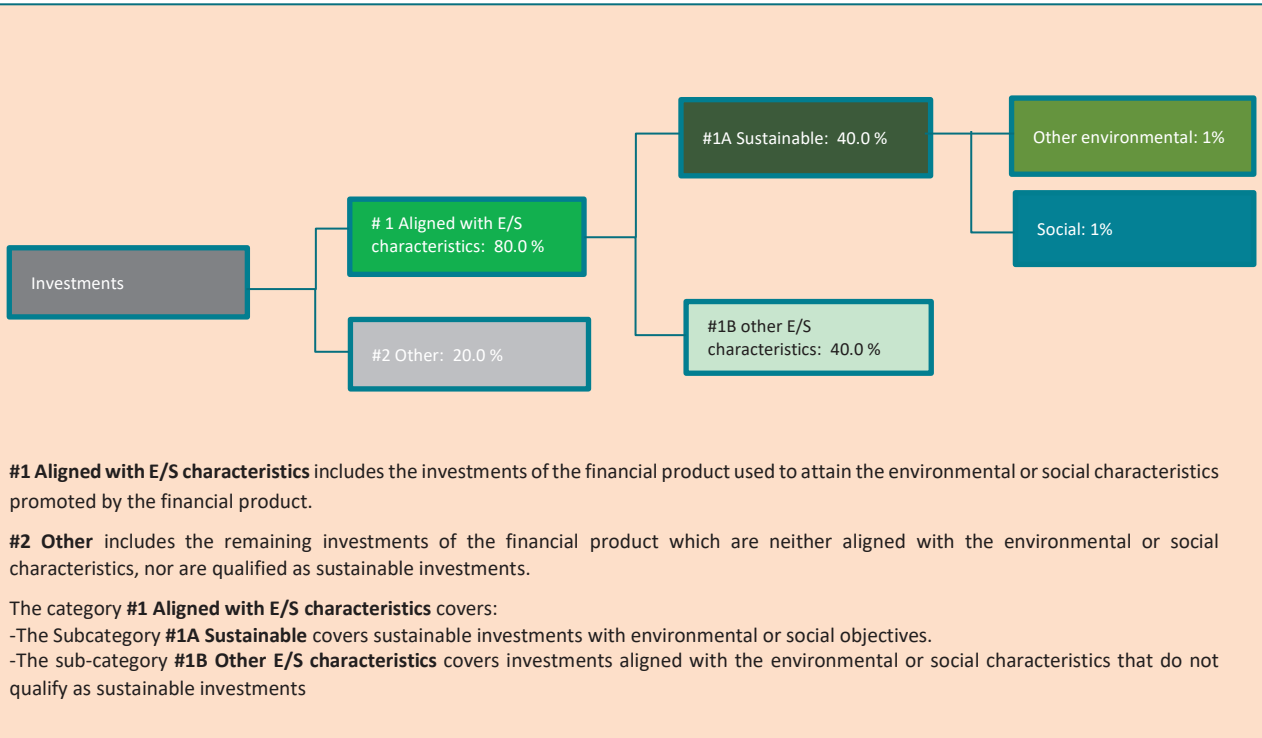 #1A Sustainable: 40.0 %
Other environmental: 1%
# 1 Aligned with E/S
characteristics: 80.0 %
Social: 1%
Investments
#1B other E/S
characteristics: 40.0 %
#2 Other: 20.0 %
#1 Aligned with E/S characteristics includes the investments of the financial product used to attain the environmental or social characteristics
promoted by the financial product.
#2 Other includes the remaining investments of the financial product which are neither aligned with the environmental or social
characteristics, nor are qualified as sustainable investments.
The category #1 Aligned with E/S characteristics covers:
-The Subcategory #1A Sustainable covers sustainable investments with environmental or social objectives.
-The sub-category #1B Other E/S characteristics covers investments aligned with the environmental or social characteristics that do not
qualify as sustainable investments